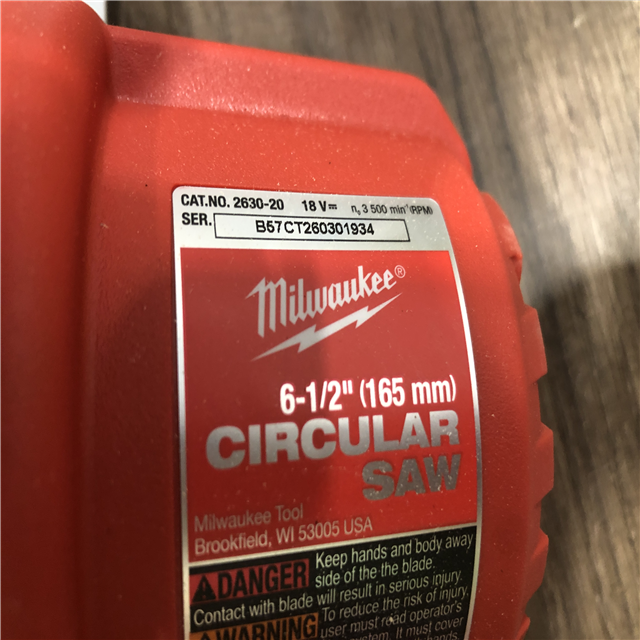 CAT.NO. 2630-20 18 V⎓ n₀ 3 500 min⁻¹ (RPM)
SER. B57CT260301934
Milwaukee®
6-1/2" (165 mm)
CIRCULAR
SAW
Milwaukee Tool
Brookfield, WI 53005 USA
DANGER Keep hands and body away
side of the the blade.
Contact with blade will result in serious injury.
WARNING To reduce the risk of injury,
user must read operator's
It must cover